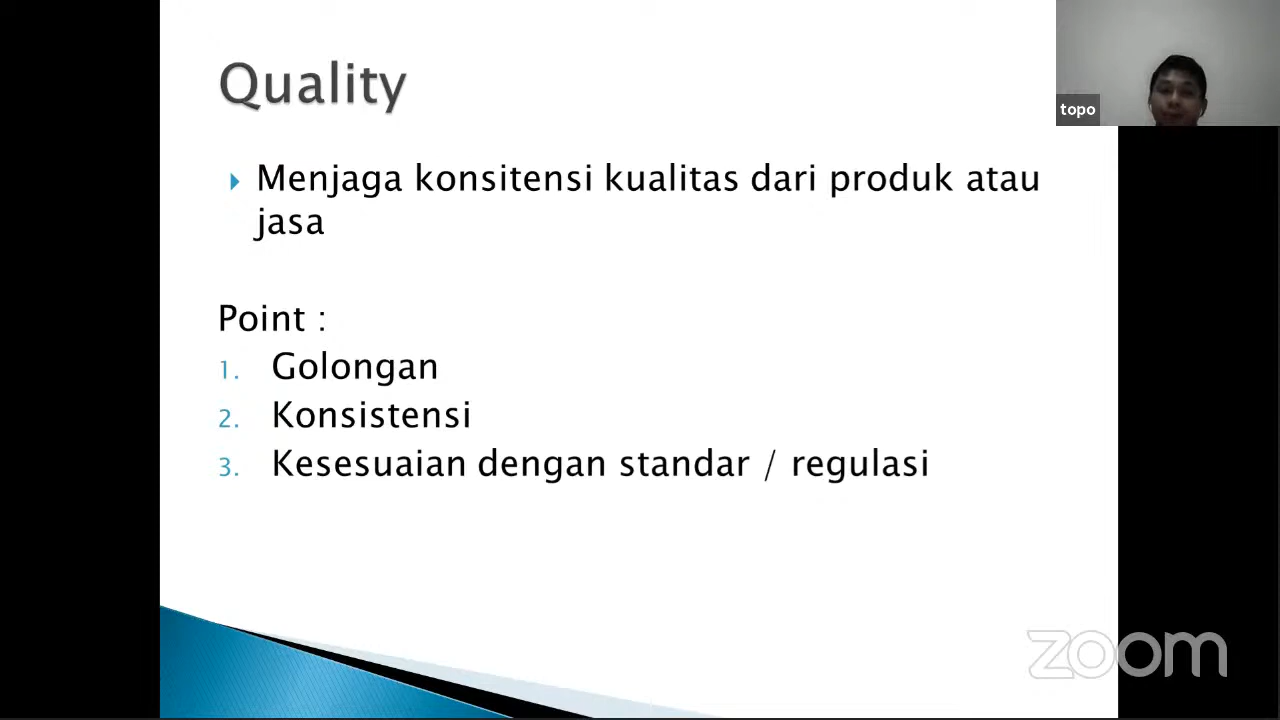 Quality
topo
Menjaga konsitensi kualitas dari produk atau
jasa
Point :
1. Golongan
2. Konsistensi
3. Kesesuaian dengan standar / regulasi
zoom